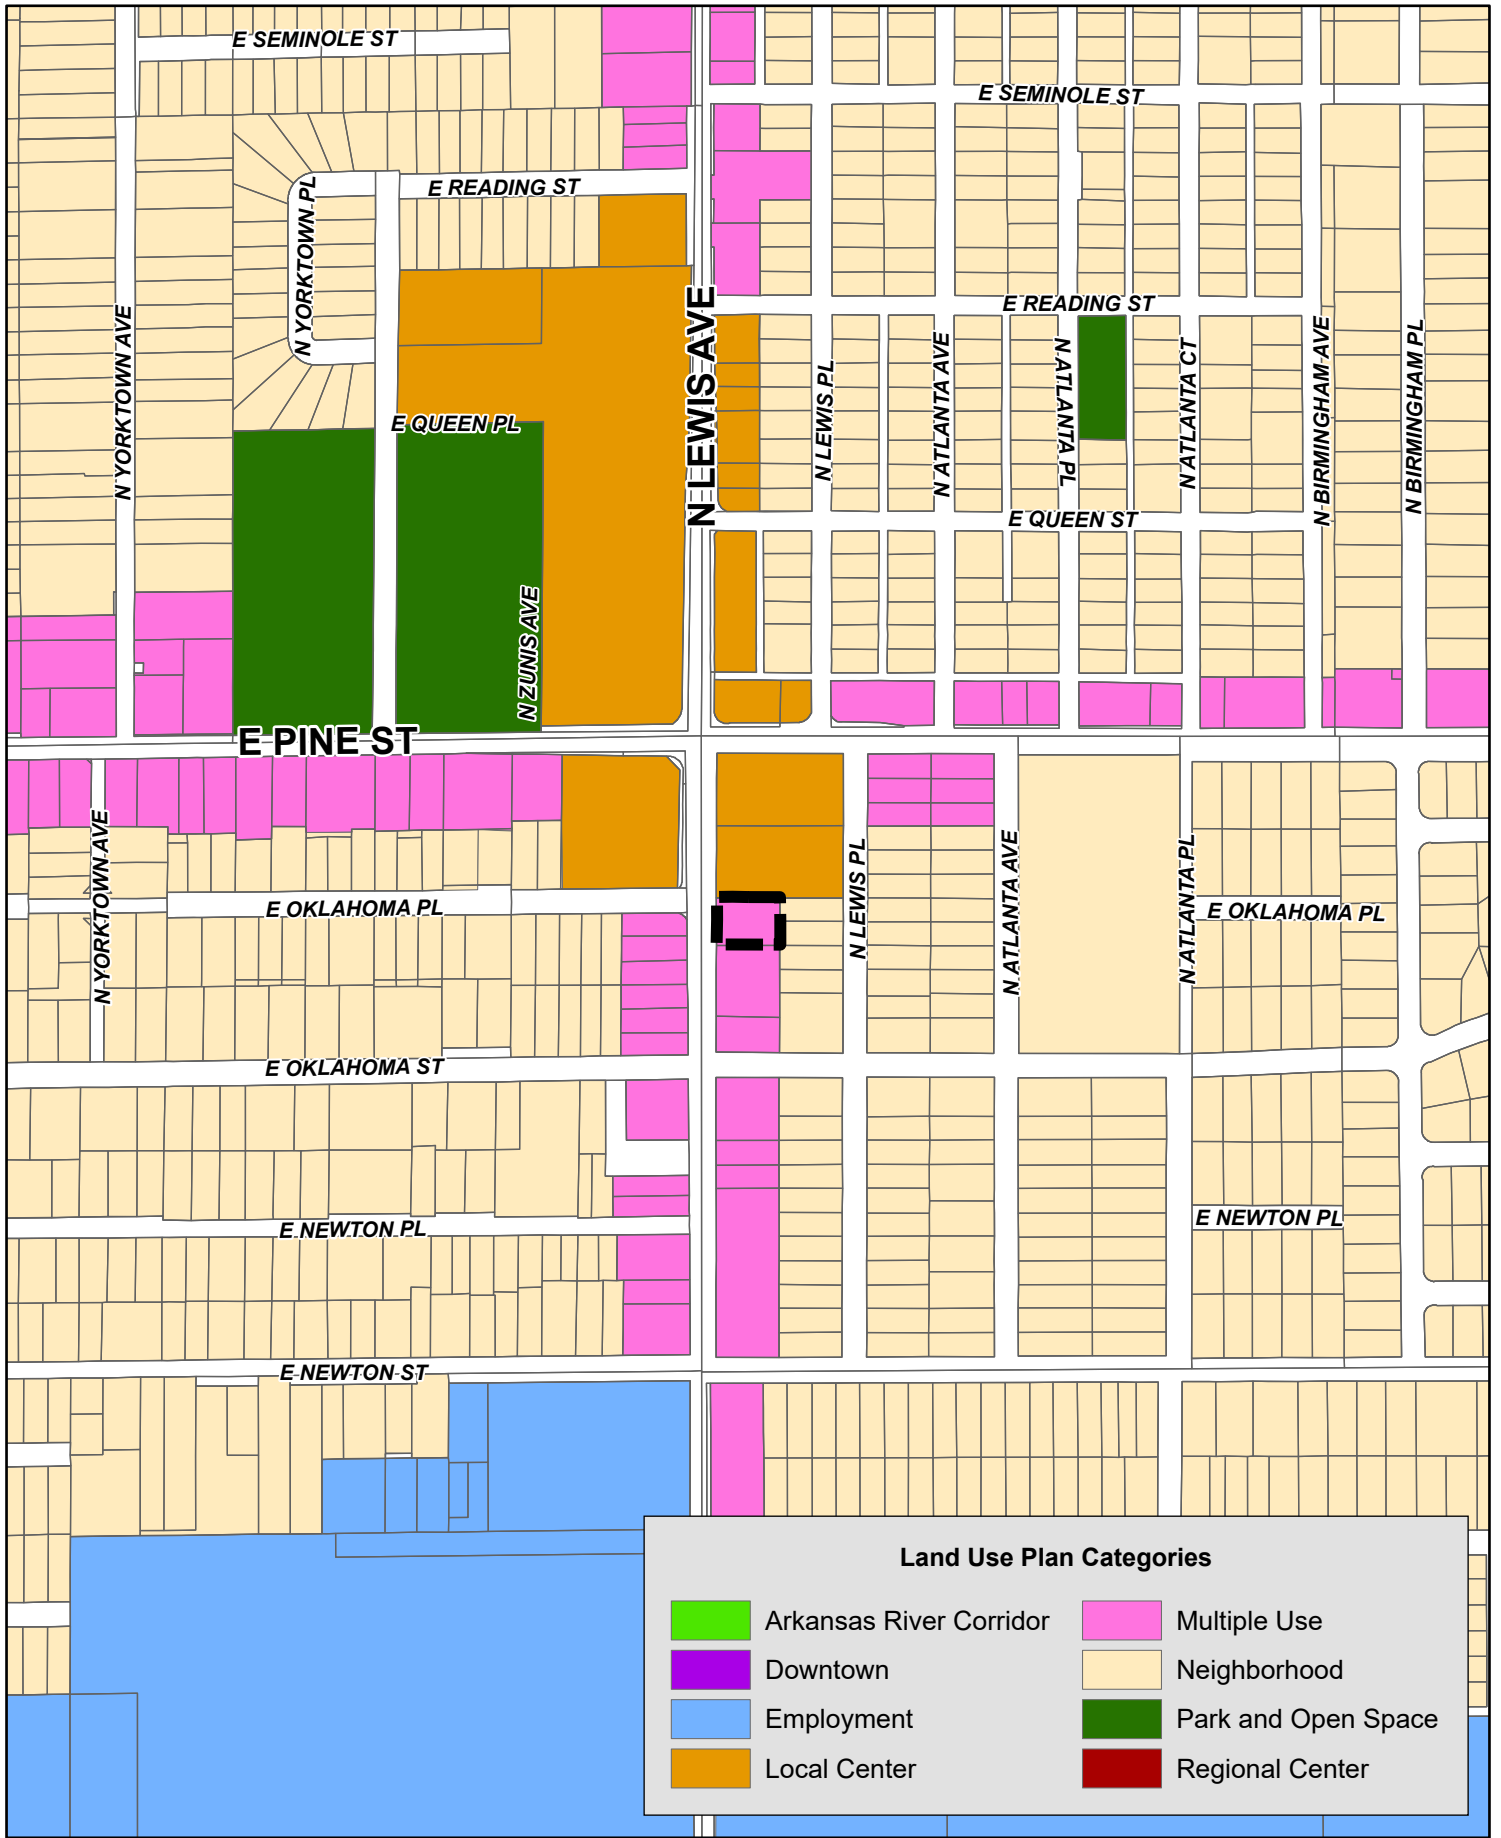 E SEMINOLE ST
E SEMINOLE ST
E READING ST
N YORKTOWN PL
E READING ST
N YORKTOWN AVE
N LEWIS AVE
N LEWIS PL
N ATLANTA AVE
N ATLANTA PL
N ATLANTA CT
N BIRMINGHAM AVE
N BIRMINGHAM PL
E QUEEN PL
E QUEEN ST
N ZUNIS AVE
E PINE ST
N YORKTOWN AVE
N LEWIS PL
N ATLANTA AVE
N ATLANTA PL
E OKLAHOMA PL
E OKLAHOMA PL
E OKLAHOMA ST
E NEWTON PL
E NEWTON PL
E NEWTON ST
Land Use Plan Categories
Arkansas River Corridor
Downtown
Employment
Local Center
Multiple Use
Neighborhood
Park and Open Space
Regional Center